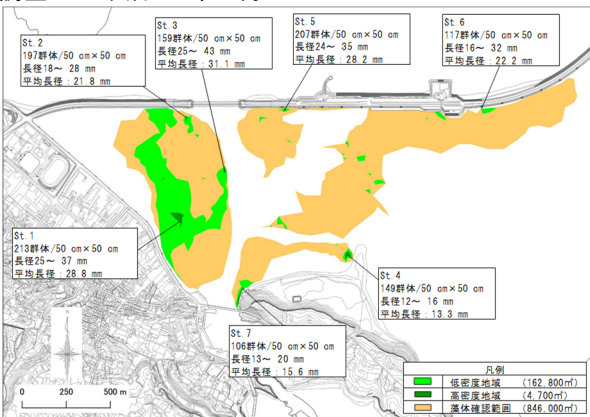 St.3
159群体/50 cm×50 cm
長径25～ 43 mm
平均長径：31.1 mm
St.5
207群体/50 cm×50 cm
長径24～ 35 mm
平均長径：28.2 mm
St.6
117群体/50 cm×50 cm
長径16～ 32 mm
平均長径：22.2 mm
St.2
197群体/50 cm×50 cm
長径18～ 28 mm
平均長径：21.8 mm
St.1
213群体/50 cm×50 cm
長径25～ 37 mm
平均長径：28.8 mm
St 4
149群体/50 cm×50 cm
長径12～ 16 mm
平均長径：13.3 mm
St.7
106群体/50 cm×50 cm
長径13～ 20 mm
平均長径：15.6 mm
0 250 500 m
凡例
低密度地域 (162,800㎡)
高密度地域 (4,700㎡)
藻体確認範囲 (846,000㎡)